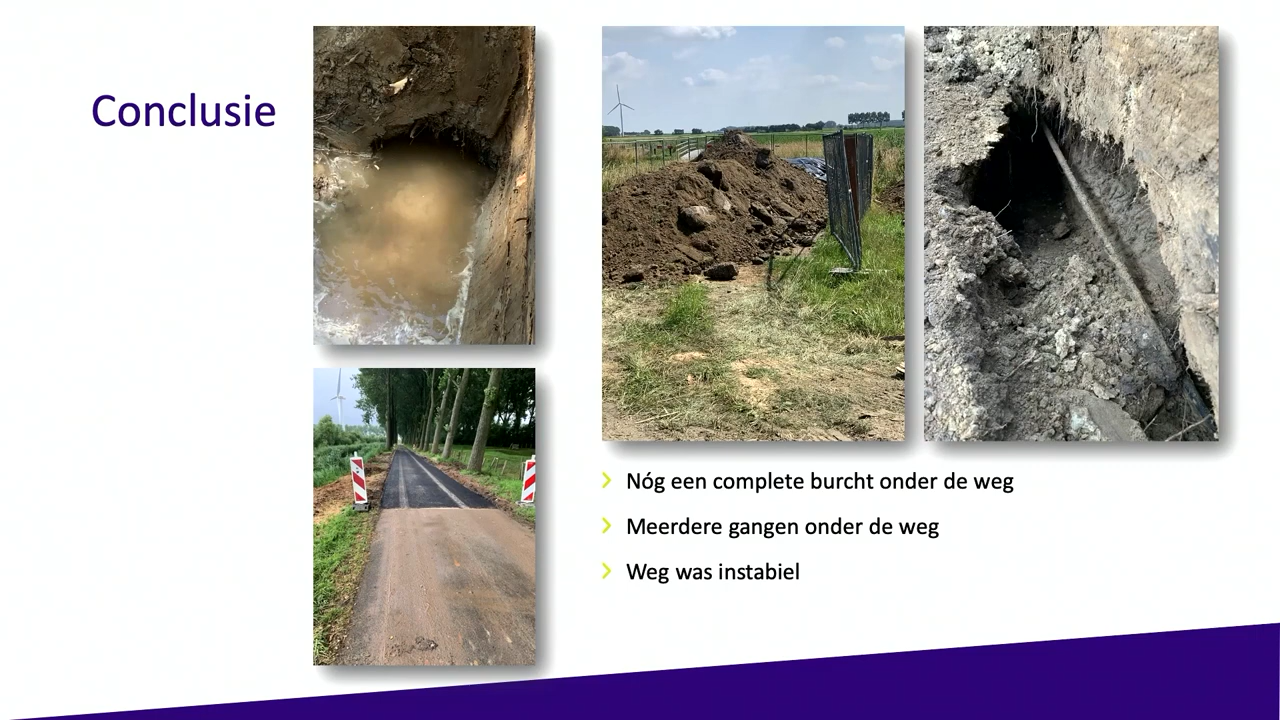 Conclusie
Nóg een complete burcht onder de weg
Meerdere gangen onder de weg
Weg was instabiel